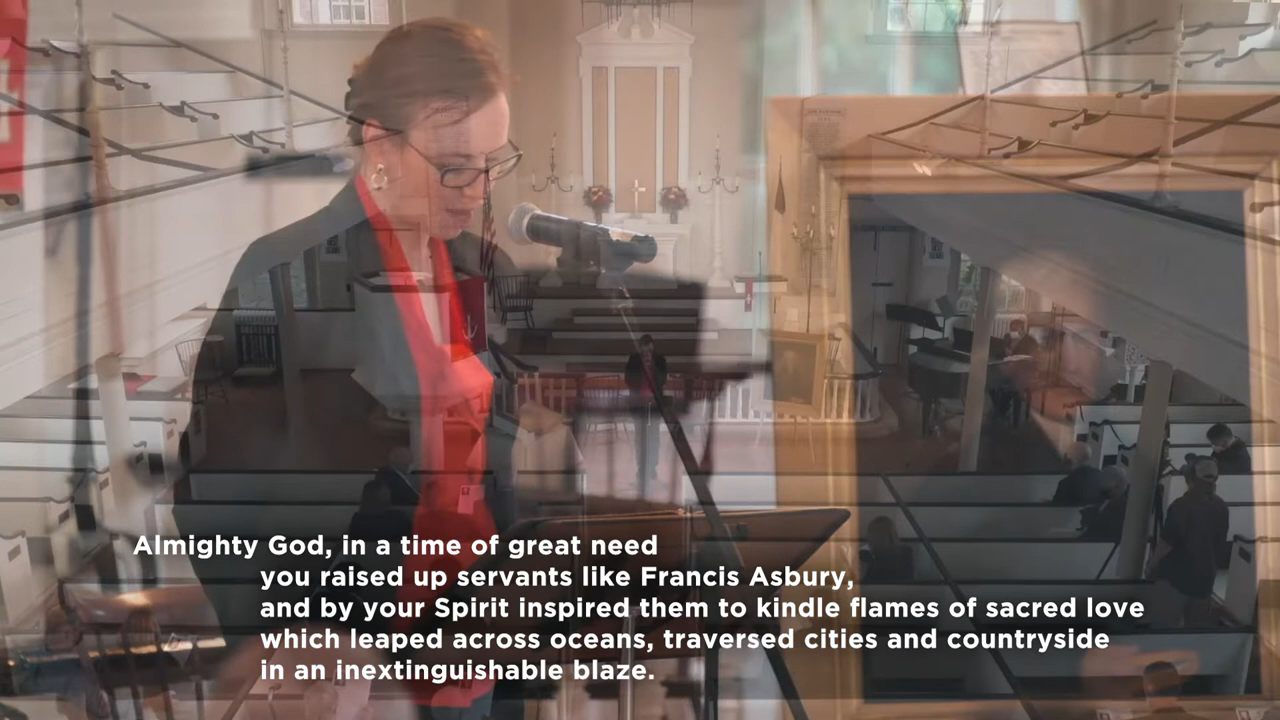 Almighty God, in a time of great need
you raised up servants like Francis Asbury,
and by your Spirit inspired them to kindle flames of sacred love
which leaped across oceans, traversed cities and countryside
in an inextinguishable blaze.